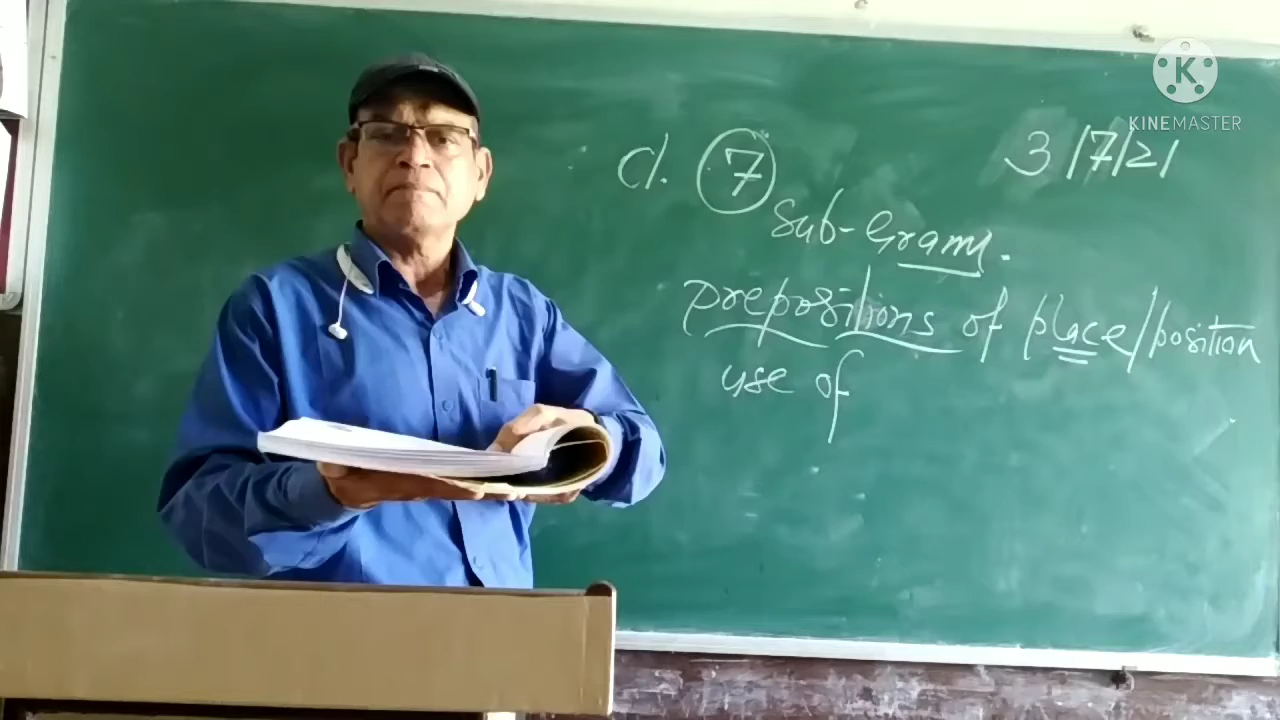 KINEMASTER
cl. 7 3/7/21
Sub-Gram.
prepositions of place/position
use of